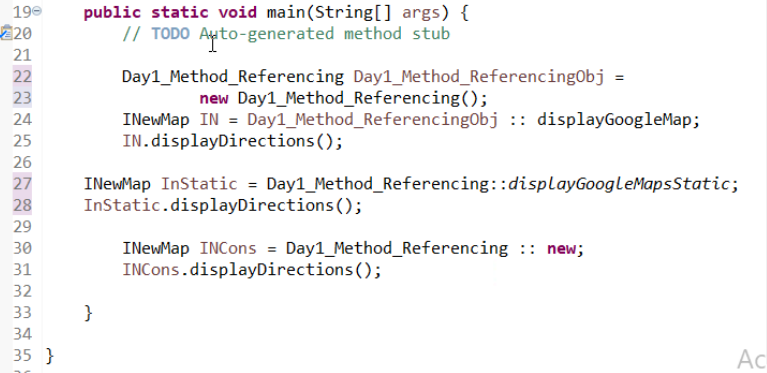 19 public static void main(String[] args) {
20 // TODO Auto-generated method stub
21
22 Day1_Method_Referencing Day1_Method_ReferencingObj =
23 new Day1_Method_Referencing();
24 INewMap IN = Day1_Method_ReferencingObj :: displayGoogleMap;
25 IN.displayDirections();
26
27 INewMap InStatic = Day1_Method_Referencing::displayGoogleMapsStatic;
28 InStatic.displayDirections();
29
30 INewMap INCons = Day1_Method_Referencing :: new;
31 INCons.displayDirections();
32
33 }
34
35 }
Ac